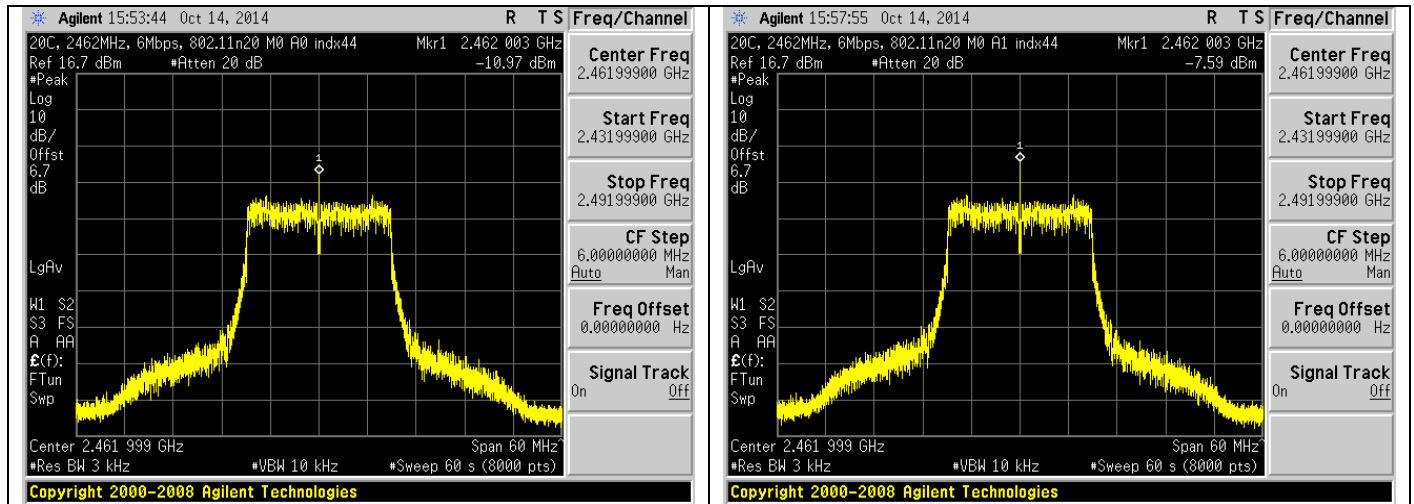 Agilent 15:53:44 Oct 14, 2014 R T S Freq/Channel
20C, 2462MHz, 6Mbps, 802.11n20 M0 A0 indx44 Mkr1 2.462 003 GHz
Ref 16.7 dBm #Atten 20 dB -10.97 dBm
#Peak
Log
10
dB/
Offst
6.7
dB
1
LgAv
W1 S2
S3 FS
A AA
£(f):
FTun
Swp
Center 2.461 999 GHz Span 60 MHz^
#Res BW 3 kHz #VBW 10 kHz #Sweep 60 s (8000 pts)
Center Freq
2.46199900 GHz
Start Freq
2.43199900 GHz
Stop Freq
2.49199900 GHz
CF Step
6.00000000 MHz
Auto Man
Freq Offset
0.00000000 Hz
Signal Track
On Off
Copyright 2000-2008 Agilent Technologies
Agilent 15:57:55 Oct 14, 2014 R T S Freq/Channel
20C, 2462MHz, 6Mbps, 802.11n20 M0 A1 indx44 Mkr1 2.462 003 GHz
Ref 16.7 dBm #Atten 20 dB -7.59 dBm
#Peak
Log
10
dB/
Offst
6.7
dB
1
LgAv
W1 S2
S3 FS
A AA
£(f):
FTun
Swp
Center 2.461 999 GHz Span 60 MHz^
#Res BW 3 kHz #VBW 10 kHz #Sweep 60 s (8000 pts)
Center Freq
2.46199900 GHz
Start Freq
2.43199900 GHz
Stop Freq
2.49199900 GHz
CF Step
6.00000000 MHz
Auto Man
Freq Offset
0.00000000 Hz
Signal Track
On Off
Copyright 2000-2008 Agilent Technologies